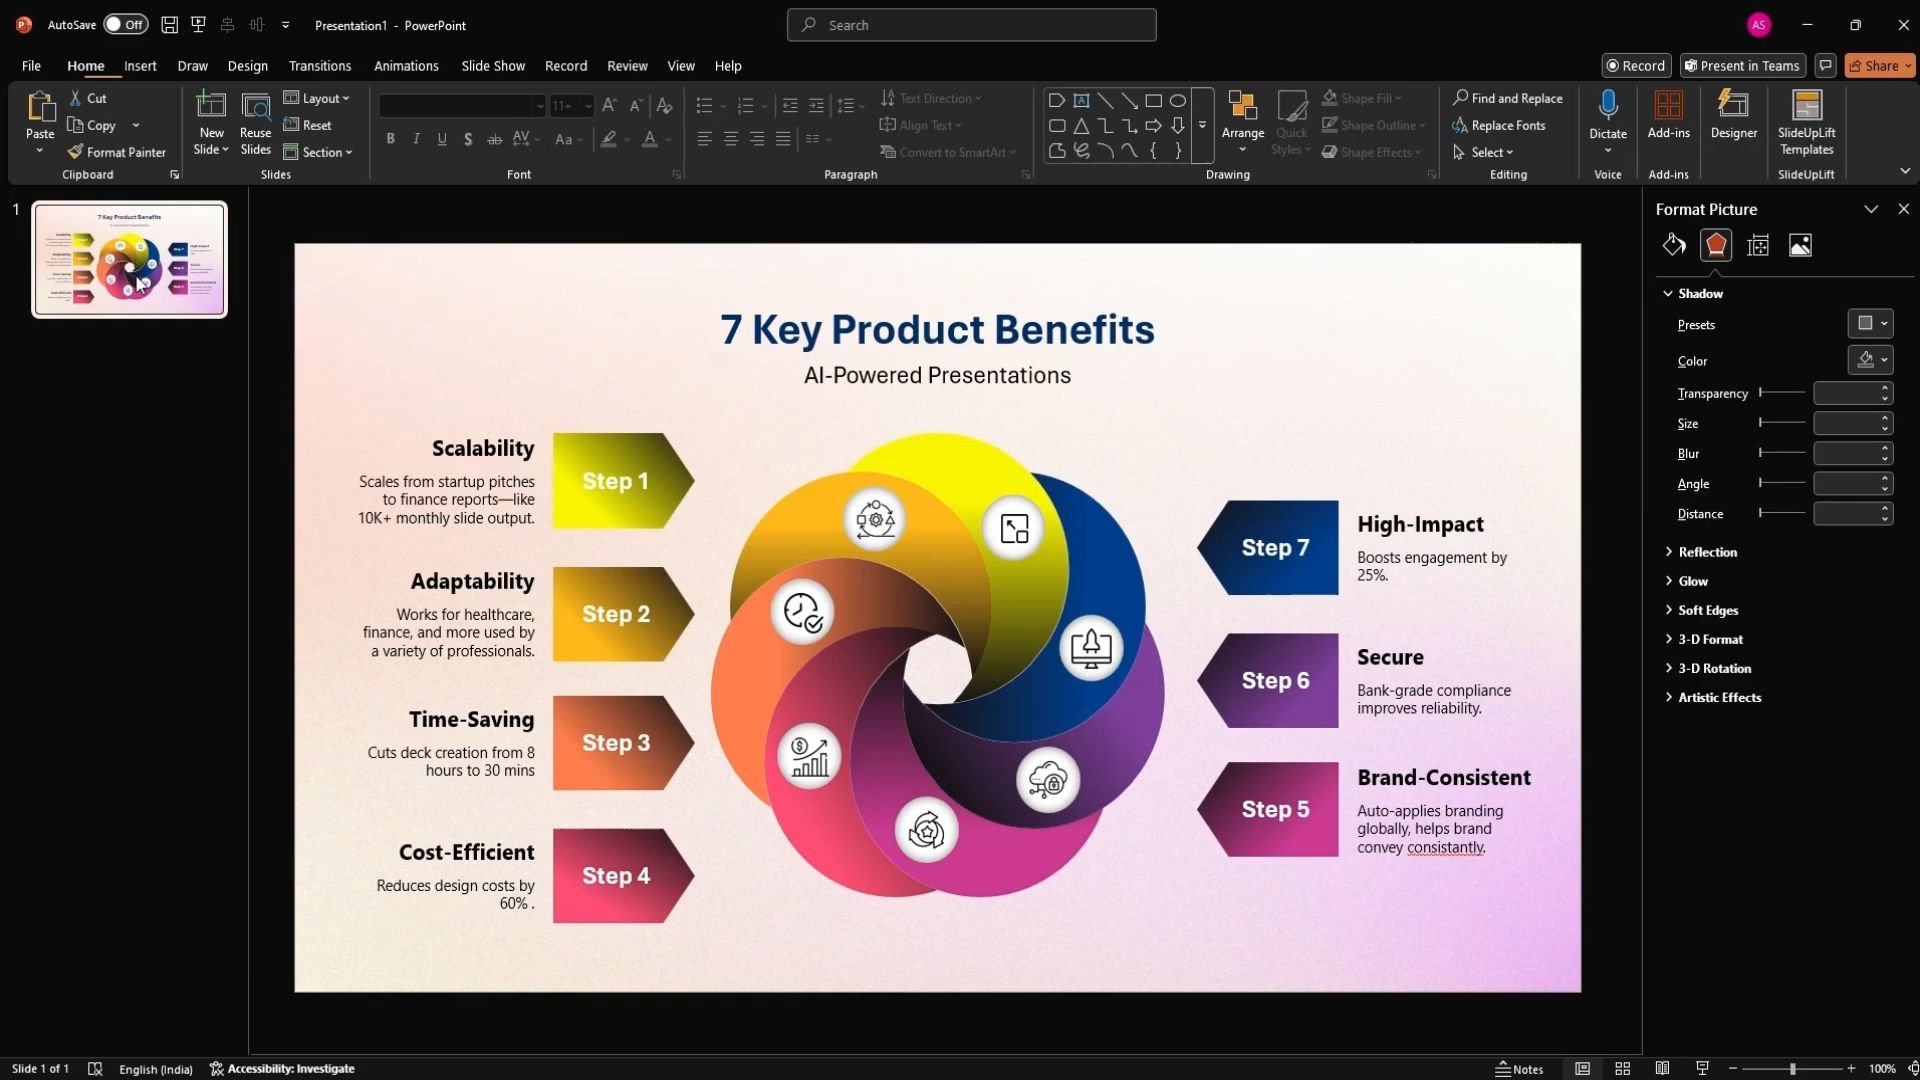 AutoSave Off Presentation1 - PowerPoint Search AS
File Home Insert Draw Design Transitions Animations Slide Show Record Review View Help Record Present in Teams Share
Paste Cut Copy Format Painter
Clipboard
New Slide Reuse Slides Layout Reset Section
Slides
11+ Aa
Font
Text Direction
Align Text
Convert to SmartArt
Paragraph
Arrange Quick Styles Shape Fill Shape Outline Shape Effects
Drawing
Find and Replace
Replace Fonts
Select
Editing
Dictate
Voice
Add-ins
Add-ins
Designer
SlideUpLift Templates
SlideUpLift
1
7 Key Product Benefits
AI-Powered Presentations
Scalability
Scales from startup pitches
to finance reports—like
10K+ monthly slide output.
Step 1
Adaptability
Works for healthcare,
finance, and more used by
a variety of professionals.
Step 2
Time-Saving
Cuts deck creation from 8
hours to 30 mins
Step 3
Cost-Efficient
Reduces design costs by
60% .
Step 4
Step 7
High-Impact
Boosts engagement by
25%.
Step 6
Secure
Bank-grade compliance
improves reliability.
Step 5
Brand-Consistent
Auto-applies branding
globally, helps brand
convey consistantly.
Format Picture
Shadow
Presets
Color
Transparency
Size
Blur
Angle
Distance
Reflection
Glow
Soft Edges
3-D Format
3-D Rotation
Artistic Effects
Slide 1 of 1 English (India) Accessibility: Investigate Notes 100%